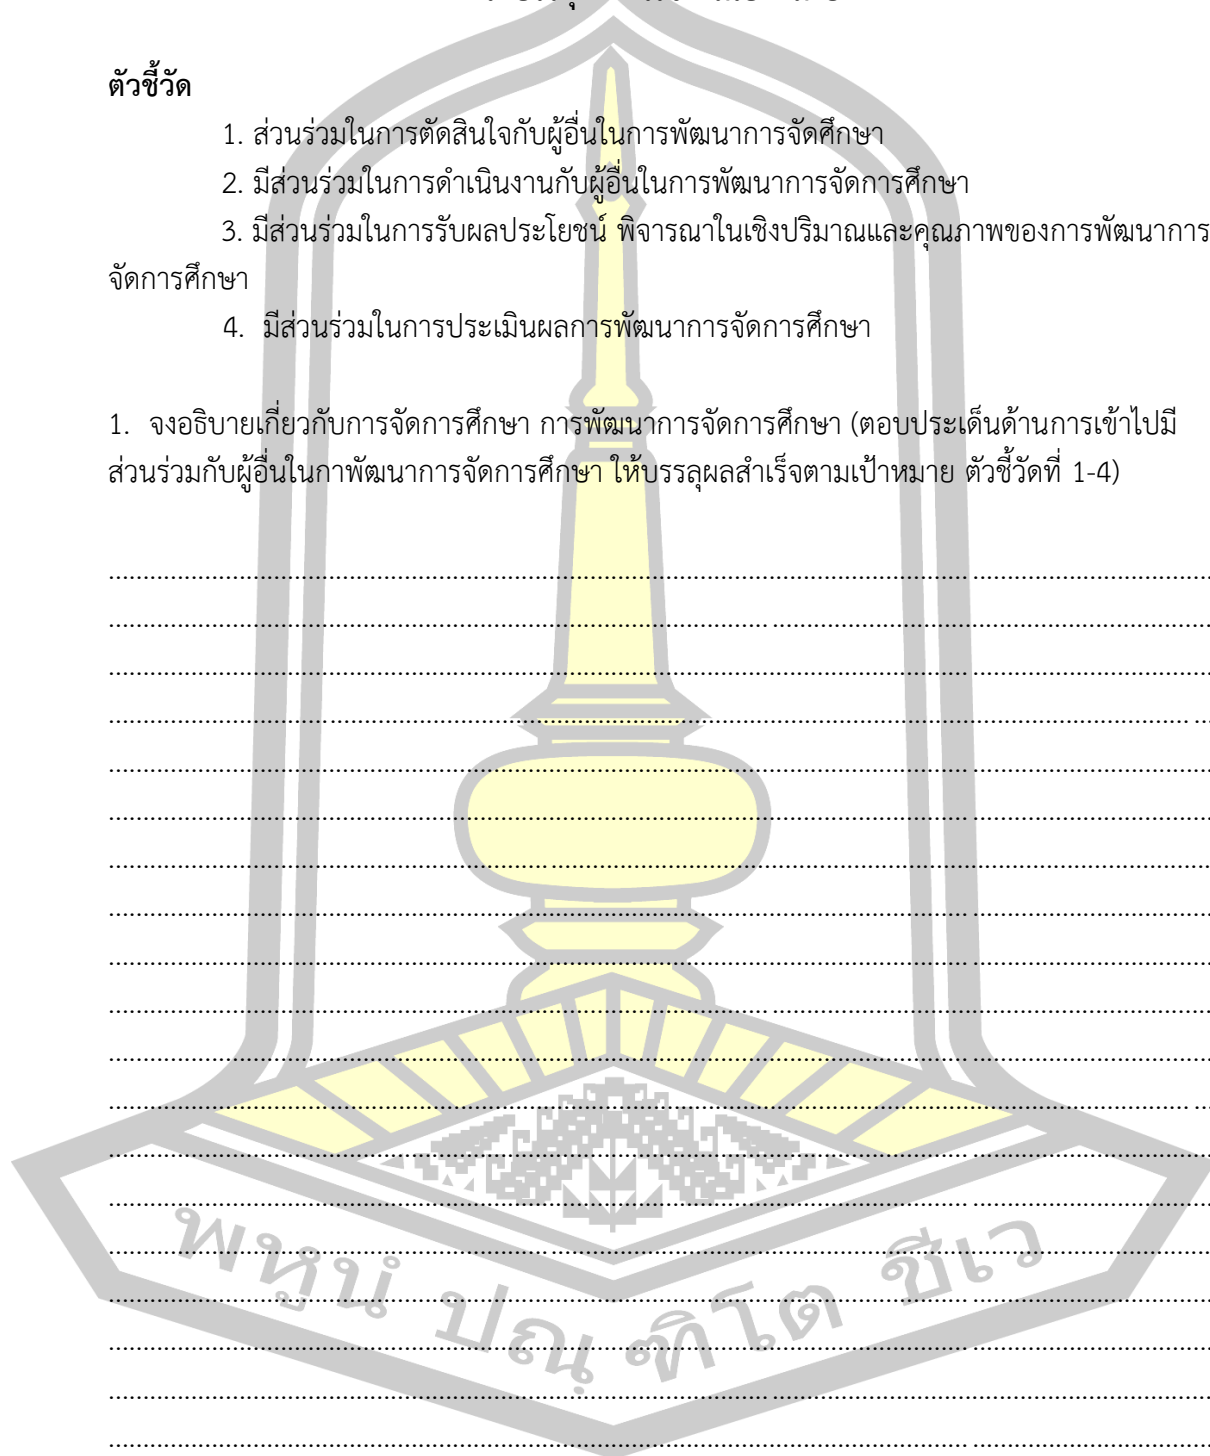 ตัวชี้วัด
1. ส่วนร่วมในการตัดสินใจกับผู้อื่นในการพัฒนาการจัดศึกษา
2. มีส่วนร่วมในการดำเนินงานกับผู้อื่นในการพัฒนาการจัดการศึกษา
3. มีส่วนร่วมในการรับผลประโยชน์ พิจารณาในเชิงปริมาณและคุณภาพของการพัฒนาการ
จัดการศึกษา
4. มีส่วนร่วมในการประเมินผลการพัฒนาการจัดการศึกษา
1. จงอธิบายเกี่ยวกับการจัดการศึกษา การพัฒนาการจัดการศึกษา (ตอบประเด็นด้านการเข้าไปมี
ส่วนร่วมกับผู้อื่นในกาพัฒนาการจัดการศึกษา ให้บรรลุผลสำเร็จตามเป้าหมาย ตัวชี้วัดที่ 1-4)
พหูนํ ปณฺฑิโต ชีเว